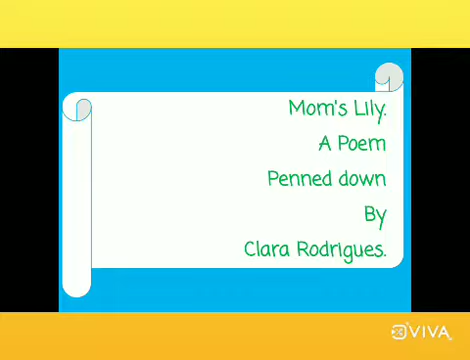 Mom's Lily.
A Poem
Penned down
By
Clara Rodrigues.
VIVA